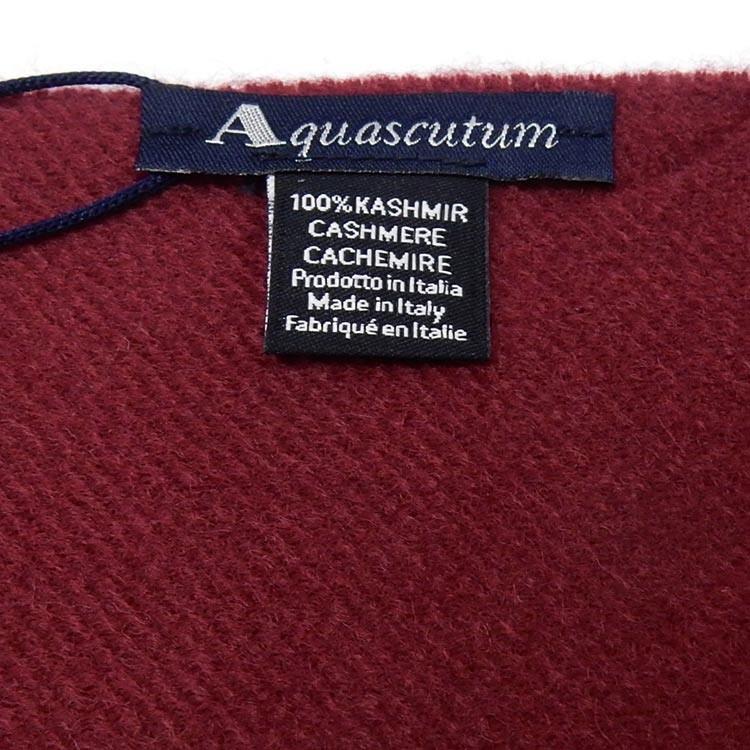 Aquascutum
100% KASHMIR
CASHMERE
CACHEMIRE
Prodotto in Italia
Made in Italy
Fabriqué en Italie